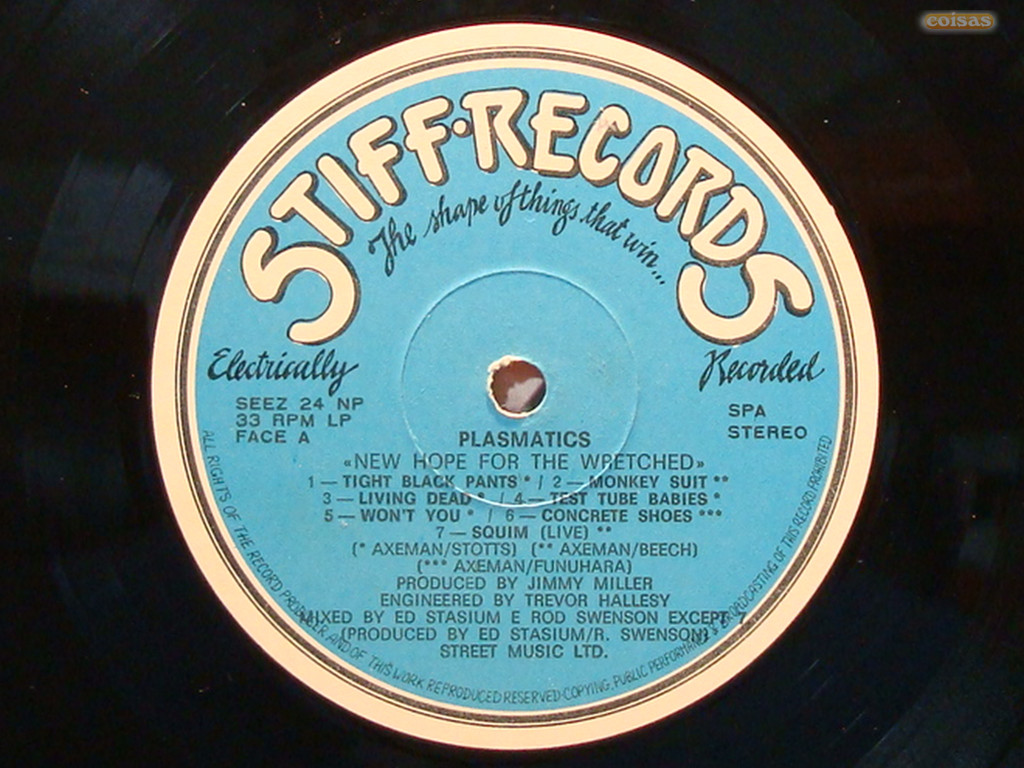 coisas
STIFF·RECORDS
The shape of things that win...
Electrically
Recorded
SEEZ 24 NP
33 RPM LP
FACE A
SPA
STEREO
PLASMATICS
«NEW HOPE FOR THE WRETCHED»
1 — TIGHT BLACK PANTS * / 2 — MONKEY SUIT **
3 — LIVING DEAD * / 4 — TEST TUBE BABIES *
5 — WON'T YOU * 6 — CONCRETE SHOES ***
7 — SQUIM (LIVE) **
(* AXEMAN/STOTTS) (** AXEMAN/BEECH)
(*** AXEMAN/FUNUHARA)
PRODUCED BY JIMMY MILLER
ENGINEERED BY TREVOR HALLESY
MIXED BY ED STASIUM E ROD SWENSON EXCEPT 7
(PRODUCED BY ED STASIUM/R. SWENSON)
STREET MUSIC LTD.
ALL RIGHTS OF THE RECORD PRODUCER AND OF THIS WORK REPRODUCED RESERVED·COPYING, PUBLIC PERFORMANCE & BROADCASTING OF THIS RECORD PROHIBITED